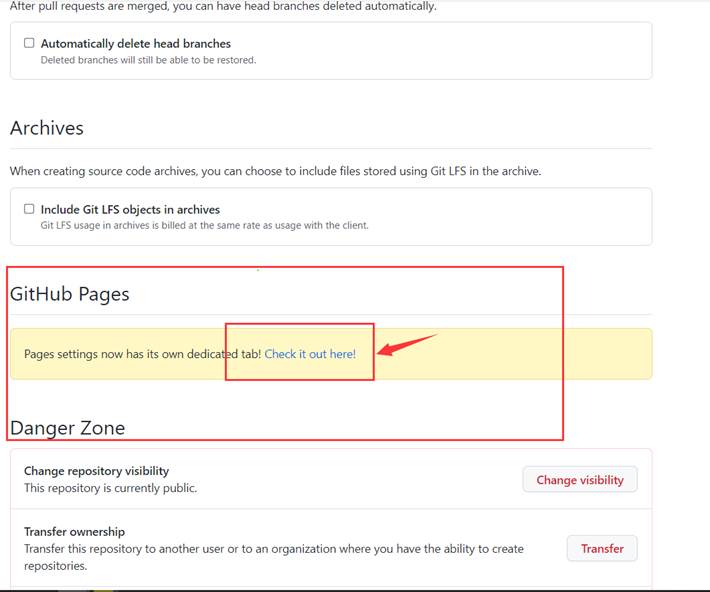 After pull requests are merged, you can have head branches deleted automatically.
Automatically delete head branches
Deleted branches will still be able to be restored.
Archives
When creating source code archives, you can choose to include files stored using Git LFS in the archive.
Include Git LFS objects in archives
Git LFS usage in archives is billed at the same rate as usage with the client.
GitHub Pages
Pages settings now has its own dedicated tab! Check it out here!
Danger Zone
Change repository visibility
This repository is currently public.
Change visibility
Transfer ownership
Transfer this repository to another user or to an organization where you have the ability to create
repositories.
Transfer